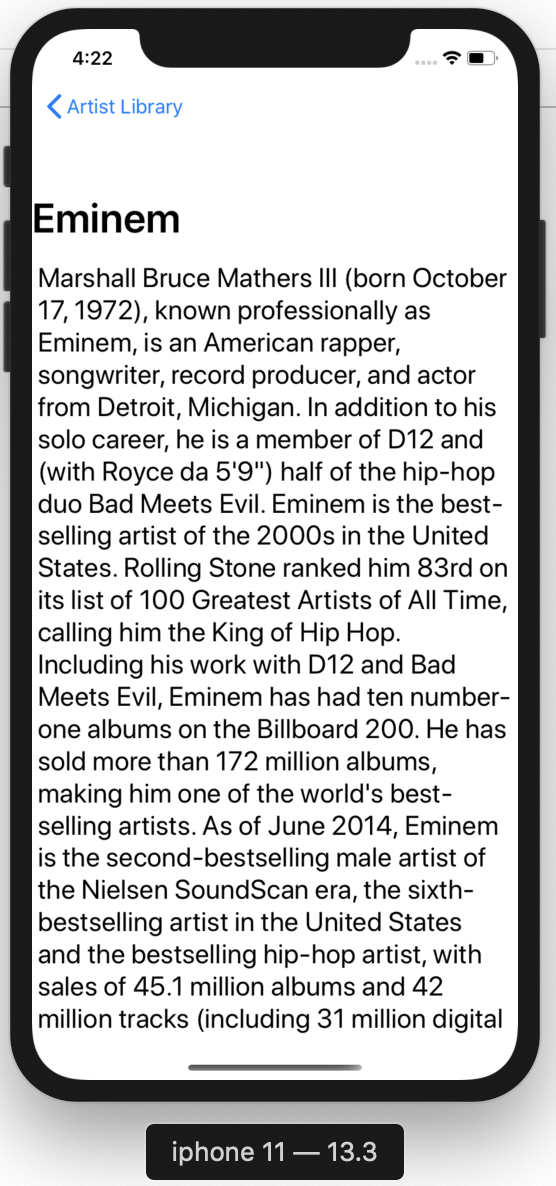 4:22
Artist Library
Eminem
Marshall Bruce Mathers III (born October
17, 1972), known professionally as
Eminem, is an American rapper,
songwriter, record producer, and actor
from Detroit, Michigan. In addition to his
solo career, he is a member of D12 and
(with Royce da 5'9") half of the hip-hop
duo Bad Meets Evil. Eminem is the best-
selling artist of the 2000s in the United
States. Rolling Stone ranked him 83rd on
its list of 100 Greatest Artists of All Time,
calling him the King of Hip Hop.
Including his work with D12 and Bad
Meets Evil, Eminem has had ten number-
one albums on the Billboard 200. He has
sold more than 172 million albums,
making him one of the world's best-
selling artists. As of June 2014, Eminem
is the second-bestselling male artist of
the Nielsen SoundScan era, the sixth-
bestselling artist in the United States
and the bestselling hip-hop artist, with
sales of 45.1 million albums and 42
million tracks (including 31 million digital
iphone 11 — 13.3